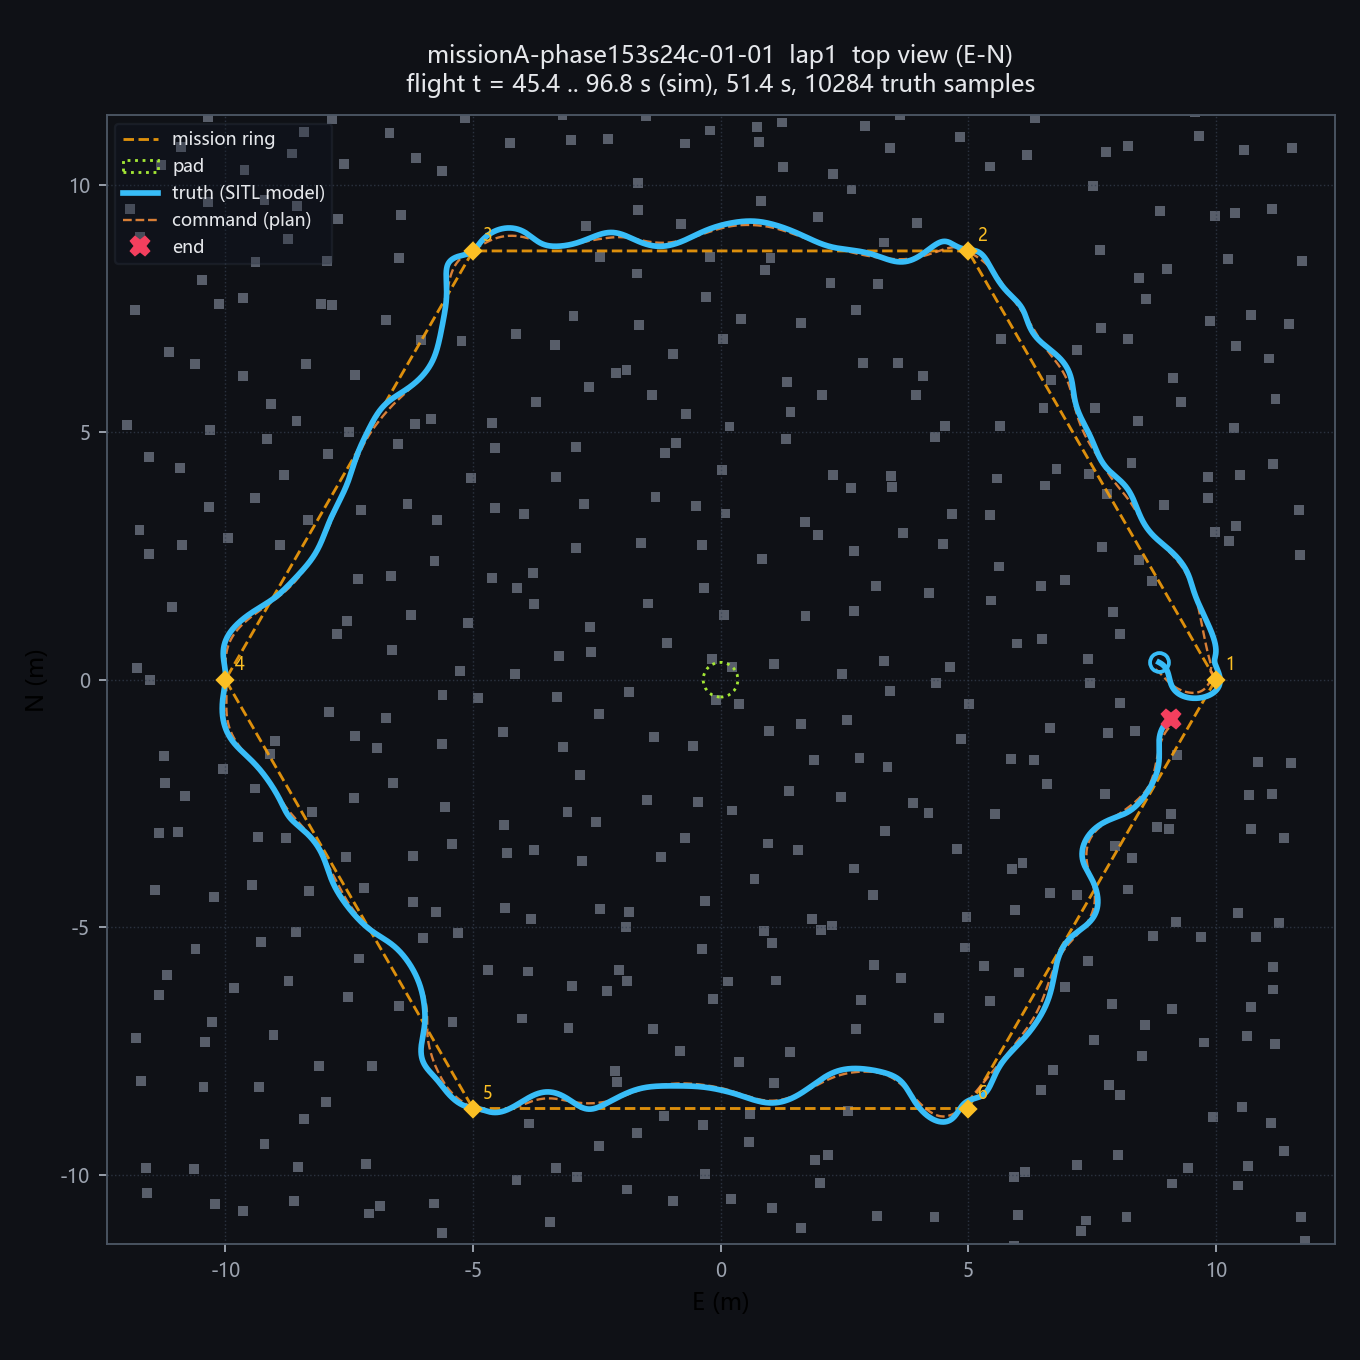 missionA-phase153s24c-01-01 lap1 top view (E-N)
flight t = 45.4 .. 96.8 s (sim), 51.4 s, 10284 truth samples
mission ring
pad
truth (SITL model)
command (plan)
end
3
2
4
1
5
6
10
5
0
-5
-10
N (m)
-10
-5
0
5
10
E (m)